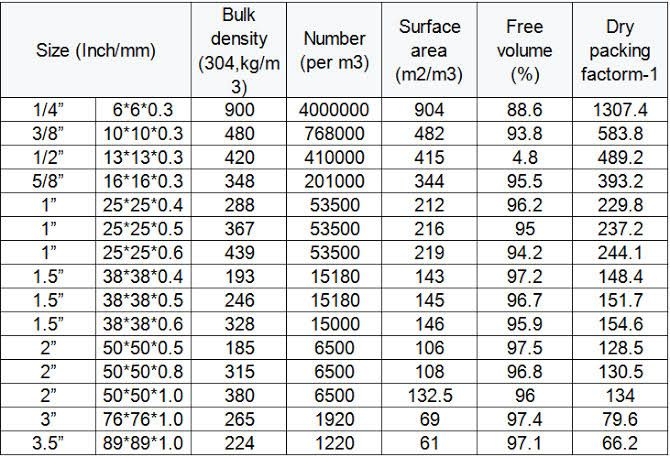 Size (Inch/mm) Bulk density (304,kg/m 3) Number (per m3) Surface area (m2/m3) Free volume (%) Dry packing factorm-1
1/4” 6*6*0.3 900 4000000 904 88.6 1307.4
3/8” 10*10*0.3 480 768000 482 93.8 583.8
1/2” 13*13*0.3 420 410000 415 4.8 489.2
5/8” 16*16*0.3 348 201000 344 95.5 393.2
1” 25*25*0.4 288 53500 212 96.2 229.8
1” 25*25*0.5 367 53500 216 95 237.2
1” 25*25*0.6 439 53500 219 94.2 244.1
1.5” 38*38*0.4 193 15180 143 97.2 148.4
1.5” 38*38*0.5 246 15180 145 96.7 151.7
1.5” 38*38*0.6 328 15000 146 95.9 154.6
2” 50*50*0.5 185 6500 106 97.5 128.5
2” 50*50*0.8 315 6500 108 96.8 130.5
2” 50*50*1.0 380 6500 132.5 96 134
3” 76*76*1.0 265 1920 69 97.4 79.6
3.5” 89*89*1.0 224 1220 61 97.1 66.2